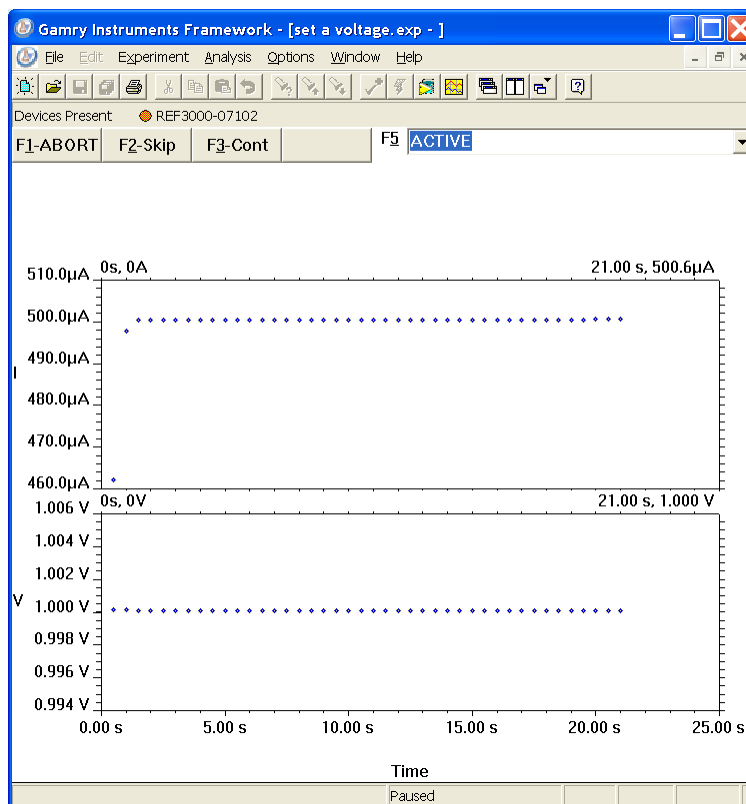 Gamry Instruments Framework - [set a voltage.exp - ]
File Edit Experiment Analysis Options Window Help
Devices Present REF3000-07102
F1-ABORT F2-Skip F3-Cont F5 ACTIVE
0s, 0A 21.00 s, 500.6µA
510.0µA
500.0µA
490.0µA
I
480.0µA
470.0µA
460.0µA
0s, 0V 21.00 s, 1.000 V
1.006 V
1.004 V
1.002 V
V
1.000 V
0.998 V
0.996 V
0.994 V
0.00 s 5.00 s 10.00 s 15.00 s 20.00 s 25.00 s
Time
Paused